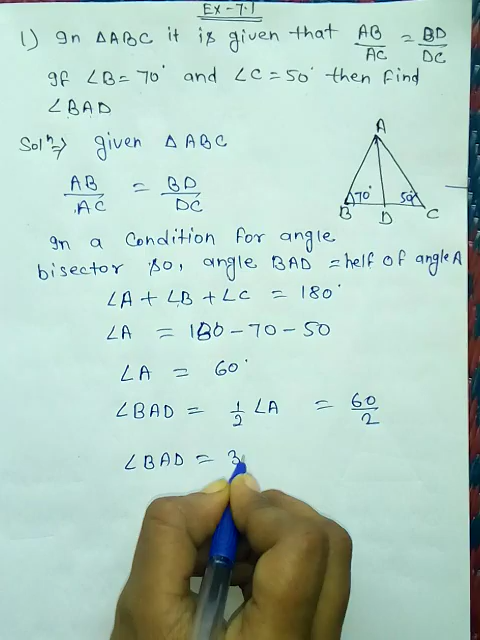 Ex-7.1
1) In ΔABC it is given that AB/AC = BD/DC
If ∠B = 70° and ∠C = 50° then find
∠BAD
Solⁿ⇒ given ΔABC
A
AB/AC = BD/DC
70° 50°
B D C
In a Condition for angle
bisector so, angle BAD = helf of angle A
∠A + ∠B + ∠C = 180°
∠A = 180 - 70 - 50
∠A = 60°
∠BAD = 1/2 ∠A = 60/2
∠BAD = 3